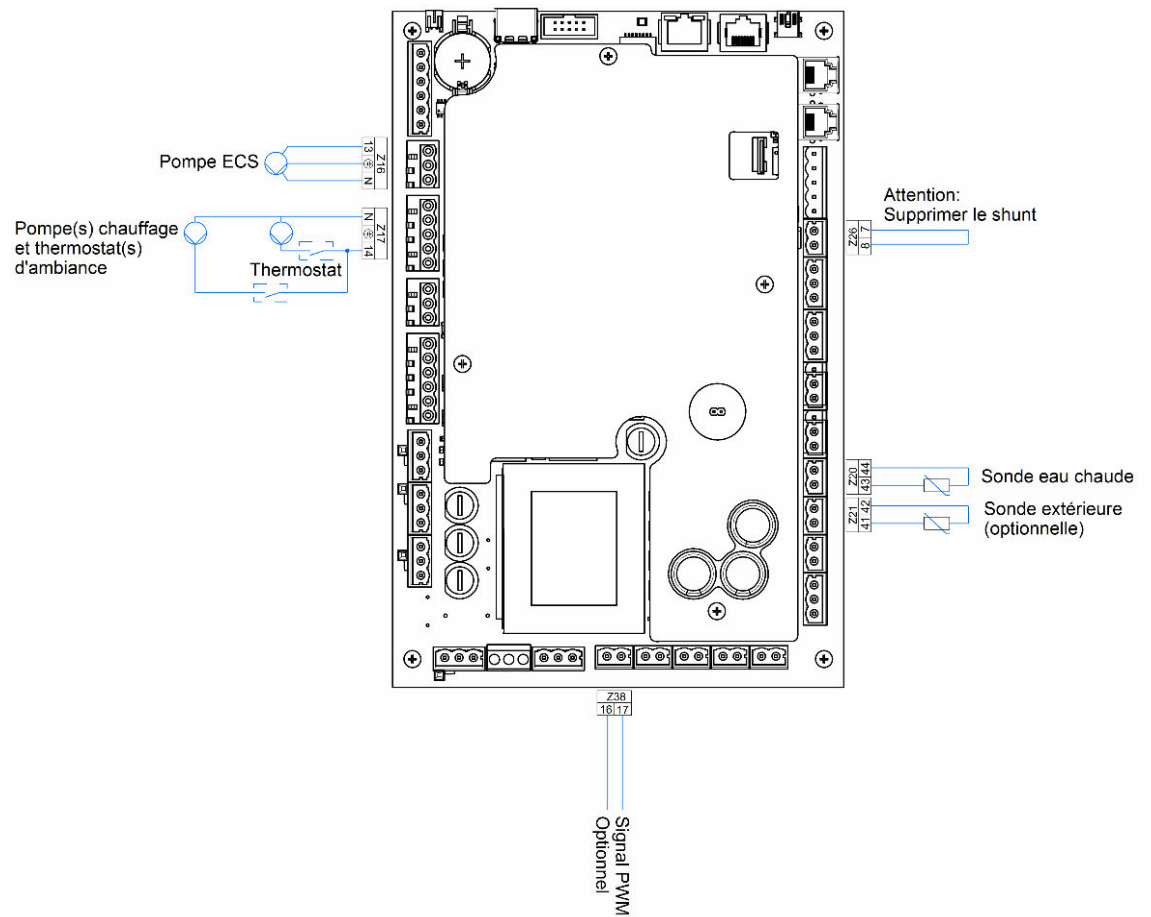 Pompe ECS
13
N
Z16
Pompe(s) chauffage
et thermostat(s)
d'ambiance
Thermostat
N
14
Z17
Attention:
Supprimer le shunt
Z26
7
8
Z20
44
43
Sonde eau chaude
Z21
42
41
Sonde extérieure
(optionnelle)
Z38
16 17
Signal PWM
Optionnel